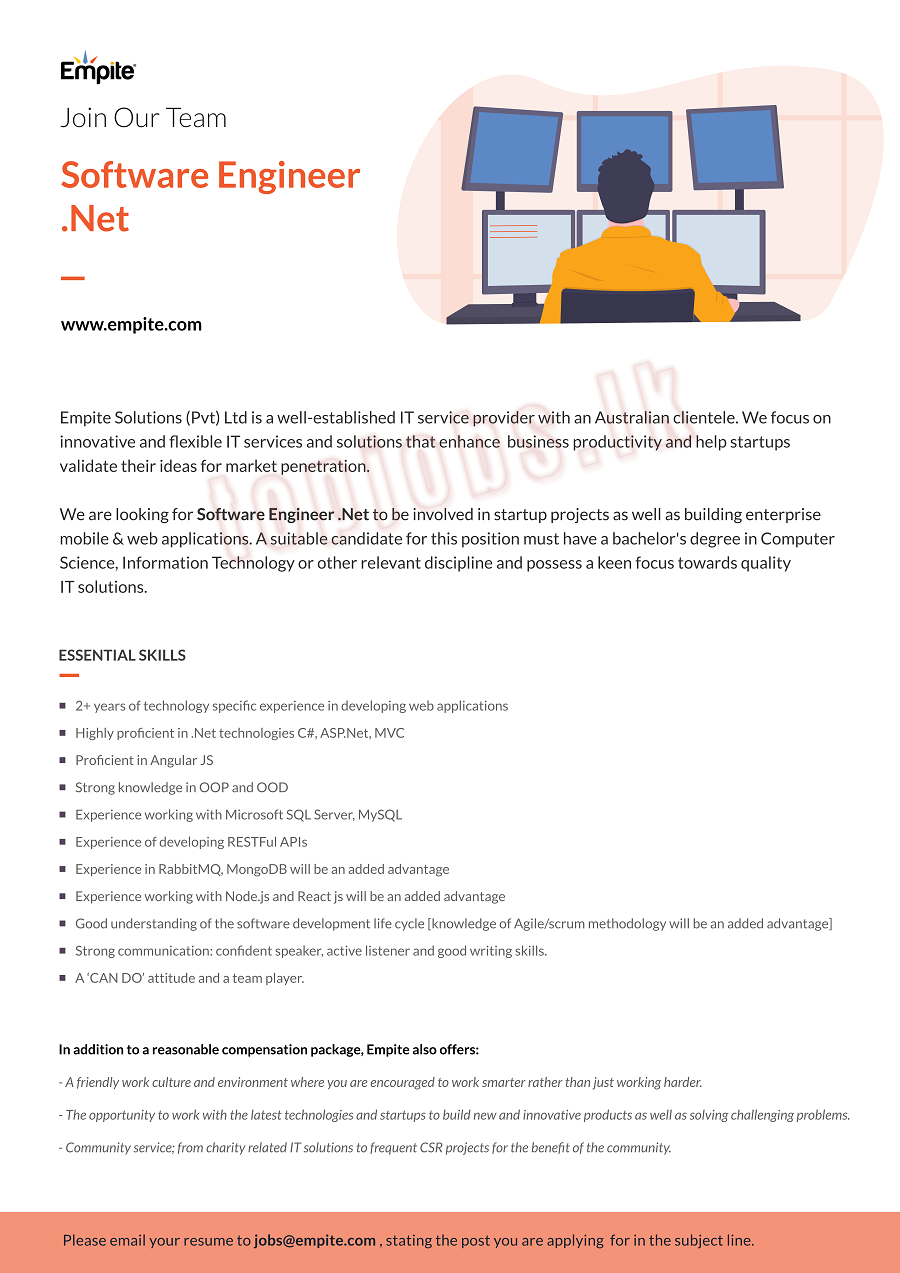 Empite
Join Our Team
Software Engineer
.Net
www.empite.com
topjobs.lk
Empite Solutions (Pvt) Ltd is a well-established IT service provider with an Australian clientele. We focus on
innovative and flexible IT services and solutions that enhance business productivity and help startups
validate their ideas for market penetration.
We are looking for Software Engineer .Net to be involved in startup projects as well as building enterprise
mobile & web applications. A suitable candidate for this position must have a bachelor's degree in Computer
Science, Information Technology or other relevant discipline and possess a keen focus towards quality
IT solutions.
ESSENTIAL SKILLS
▪ 2+ years of technology specific experience in developing web applications
▪ Highly proficient in .Net technologies C#, ASP.Net, MVC
▪ Proficient in Angular JS
▪ Strong knowledge in OOP and OOD
▪ Experience working with Microsoft SQL Server, MySQL
▪ Experience of developing RESTFul APIs
▪ Experience in RabbitMQ, MongoDB will be an added advantage
▪ Experience working with Node.js and React js will be an added advantage
▪ Good understanding of the software development life cycle [knowledge of Agile/scrum methodology will be an added advantage]
▪ Strong communication: confident speaker, active listener and good writing skills.
▪ A ‘CAN DO’ attitude and a team player.
In addition to a reasonable compensation package, Empite also offers:
- A friendly work culture and environment where you are encouraged to work smarter rather than just working harder.
- The opportunity to work with the latest technologies and startups to build new and innovative products as well as solving challenging problems.
- Community service; from charity related IT solutions to frequent CSR projects for the benefit of the community.
Please email your resume to jobs@empite.com , stating the post you are applying for in the subject line.